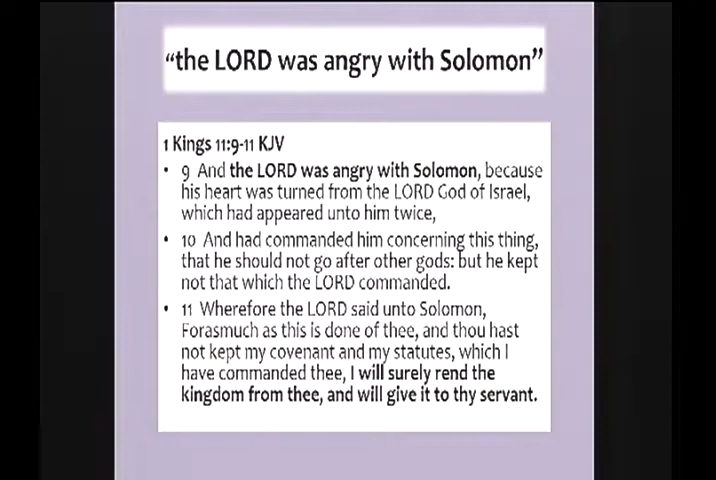 “the LORD was angry with Solomon”
1 Kings 11:9-11 KJV
• 9 And the LORD was angry with Solomon, because
his heart was turned from the LORD God of Israel,
which had appeared unto him twice,
• 10 And had commanded him concerning this thing,
that he should not go after other gods: but he kept
not that which the LORD commanded.
• 11 Wherefore the LORD said unto Solomon,
Forasmuch as this is done of thee, and thou hast
not kept my covenant and my statutes, which I
have commanded thee, I will surely rend the
kingdom from thee, and will give it to thy servant.